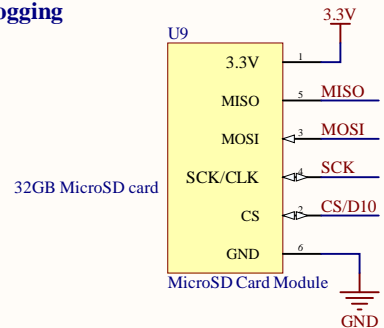 ogging
3.3V
U9
3.3V 1
MISO 5 MISO
MOSI 3 MOSI
SCK/CLK 4 SCK
32GB MicroSD card
CS 2 CS/D10
GND 6
MicroSD Card Module
GND